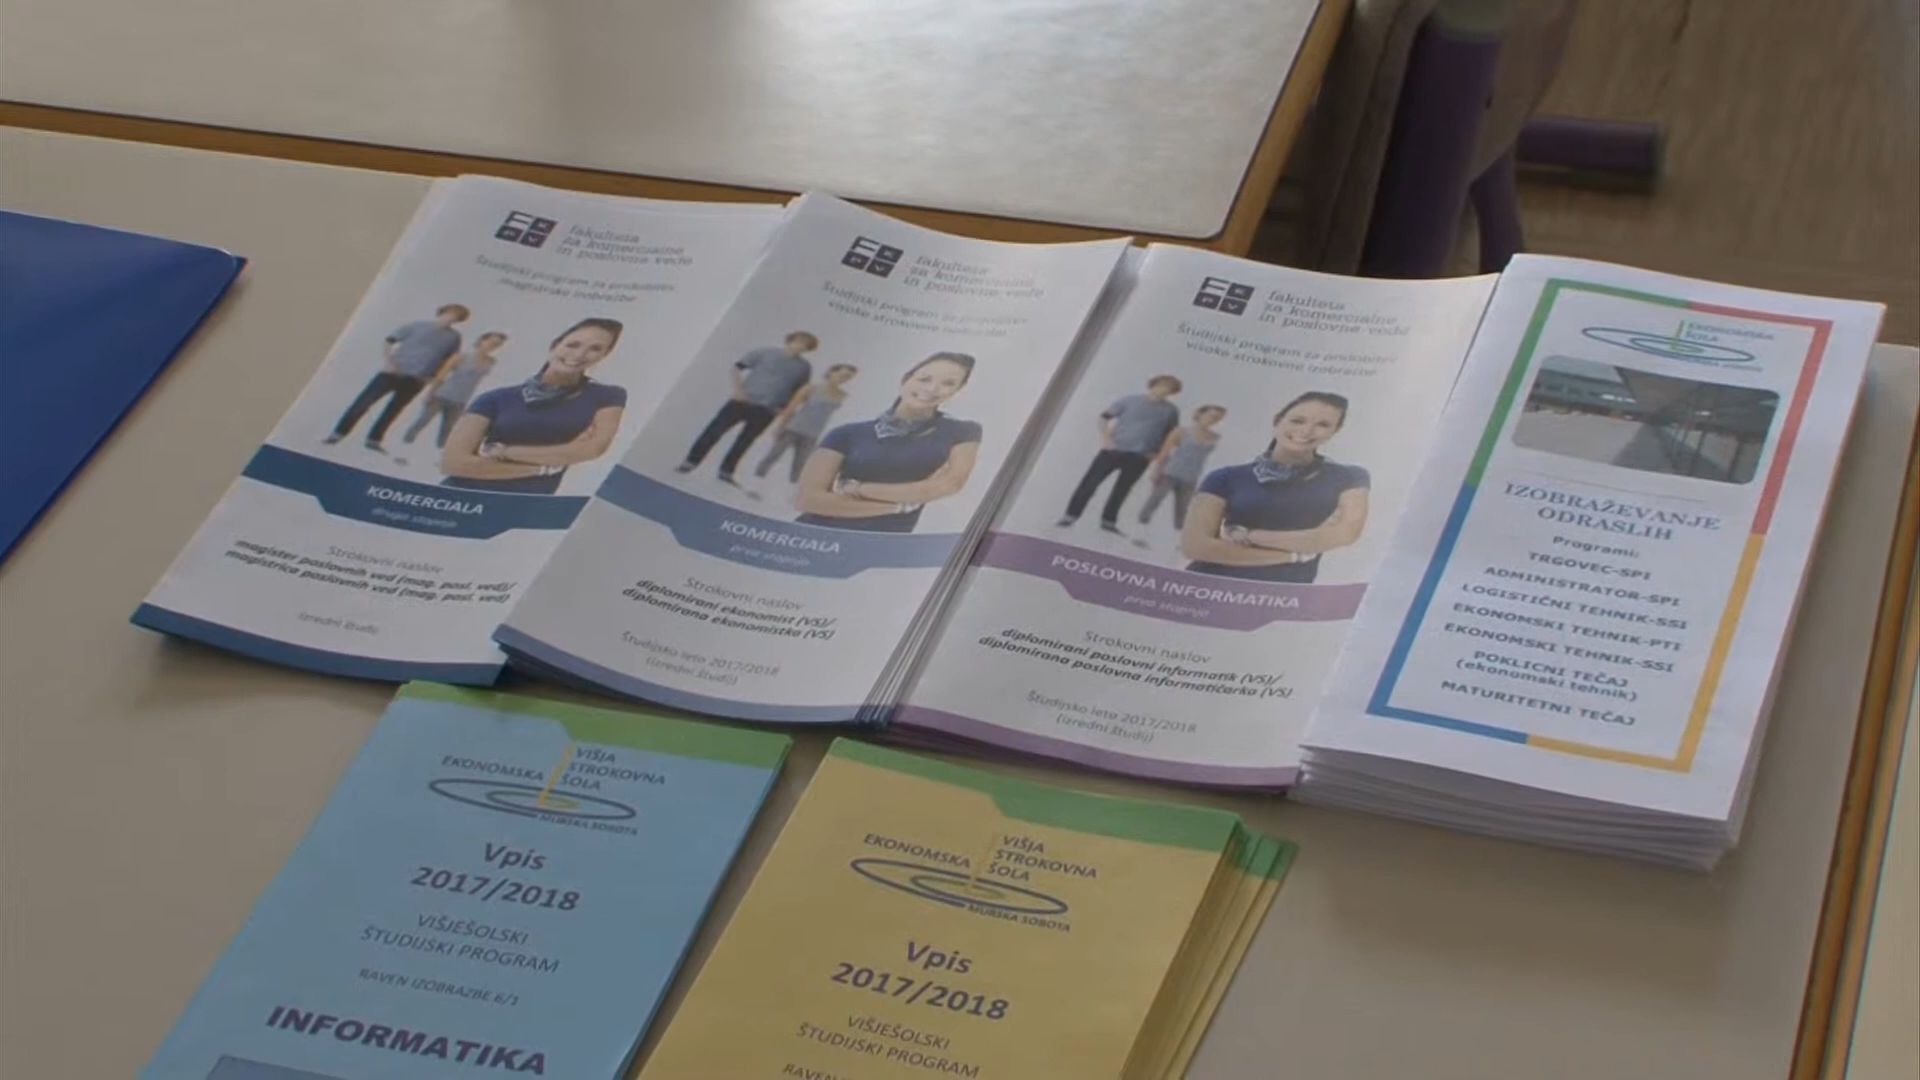 fakulteta
za komercialne
in poslovne vede
Študijski program za pridobitev
magistrske izobrazbe
KOMERCIALA
druga stopnja
Strokovni naslov
magister poslovnih ved (mag. posl. ved)/
magistrica poslovnih ved (mag. posl. ved)
izredni študij
fakulteta
za komercialne
in poslovne vede
Študijski program za pridobitev
visoke strokovne izobrazbe
KOMERCIALA
prva stopnja
Strokovni naslov
diplomirani ekonomist (VS)/
diplomirana ekonomistka (VS)
Študijsko leto 2017/2018
(izredni študij)
fakulteta
za komercialne
in poslovne vede
Študijski program za pridobitev
visoke strokovne izobrazbe
POSLOVNA INFORMATIKA
prva stopnja
Strokovni naslov
diplomirani poslovni informatik (VS)/
diplomirana poslovna informatičarka (VS)
Študijsko leto 2017/2018
(izredni študij)
EKONOMSKA
ŠOLA
MURSKA SOBOTA
IZOBRAŽEVANJE
ODRASLIH
Programi:
TRGOVEC-SPI
ADMINISTRATOR-SPI
LOGISTIČNI TEHNIK-SSI
EKONOMSKI TEHNIK-PTI
EKONOMSKI TEHNIK-SSI
POKLICNI TEČAJ
(ekonomski tehnik)
MATURITETNI TEČAJ
EKONOMSKA
VIŠJA
STROKOVNA
ŠOLA
MURSKA SOBOTA
Vpis
2017/2018
VIŠJEŠOLSKI
ŠTUDIJSKI PROGRAM
RAVEN IZOBRAZBE 6/1
INFORMATIKA
EKONOMSKA
VIŠJA
STROKOVNA
ŠOLA
MURSKA SOBOTA
Vpis
2017/2018
VIŠJEŠOLSKI
ŠTUDIJSKI PROGRAM
RAVEN